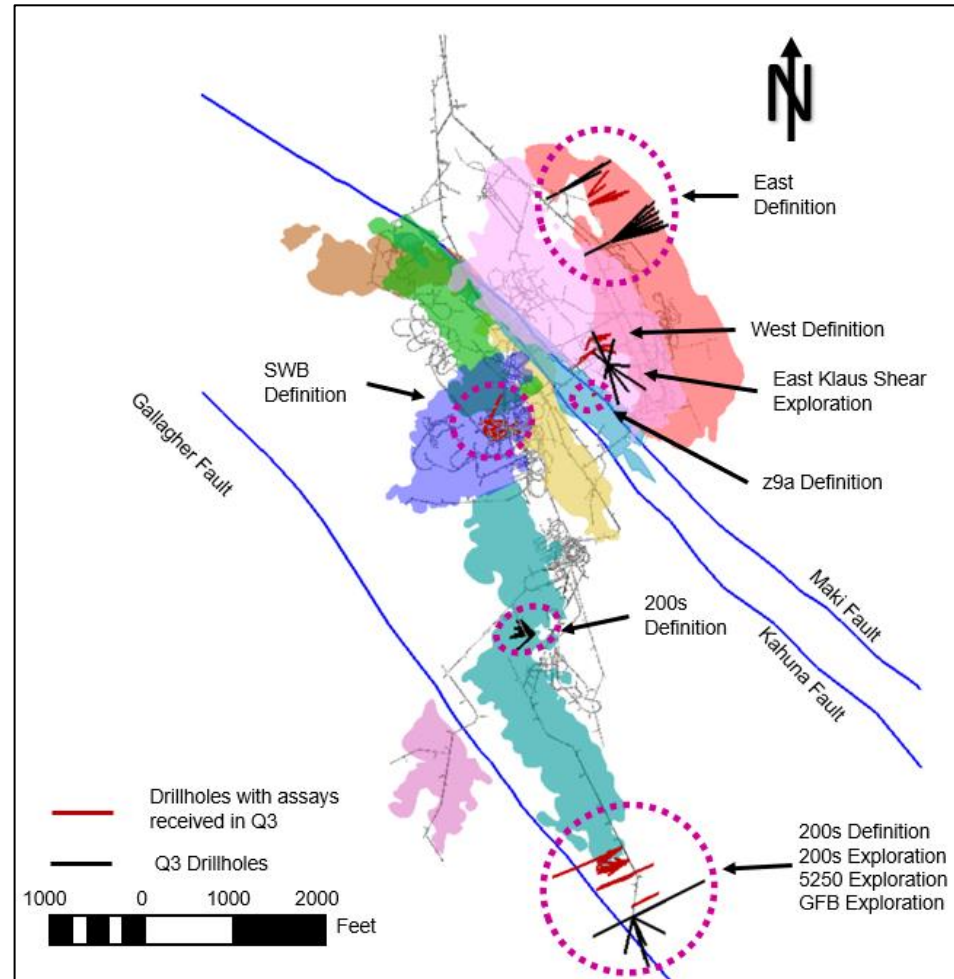 N
East
Definition
West Definition
East Klaus Shear
Exploration
SWB
Definition
z9a Definition
Gallagher Fault
Maki Fault
Kahuna Fault
200s
Definition
Drillholes with assays
received in Q3
Q3 Drillholes
1000 0 1000 2000
Feet
200s Definition
200s Exploration
5250 Exploration
GFB Exploration